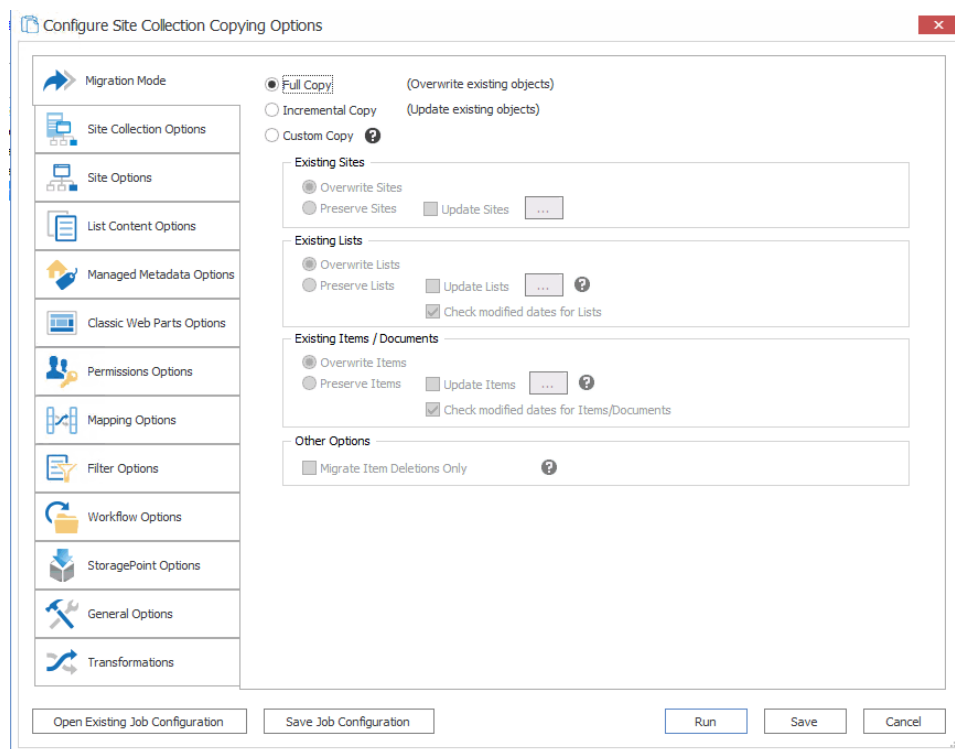 Configure Site Collection Copying Options
Migration Mode
Site Collection Options
Site Options
List Content Options
Managed Metadata Options
Classic Web Parts Options
Permissions Options
Mapping Options
Filter Options
Workflow Options
StoragePoint Options
General Options
Transformations
Full Copy (Overwrite existing objects)
Incremental Copy (Update existing objects)
Custom Copy ?
Existing Sites
Overwrite Sites
Preserve Sites Update Sites ...
Existing Lists
Overwrite Lists
Preserve Lists Update Lists ... ?
Check modified dates for Lists
Existing Items / Documents
Overwrite Items
Preserve Items Update Items ... ?
Check modified dates for Items/Documents
Other Options
Migrate Item Deletions Only ?
Open Existing Job Configuration Save Job Configuration Run Save Cancel